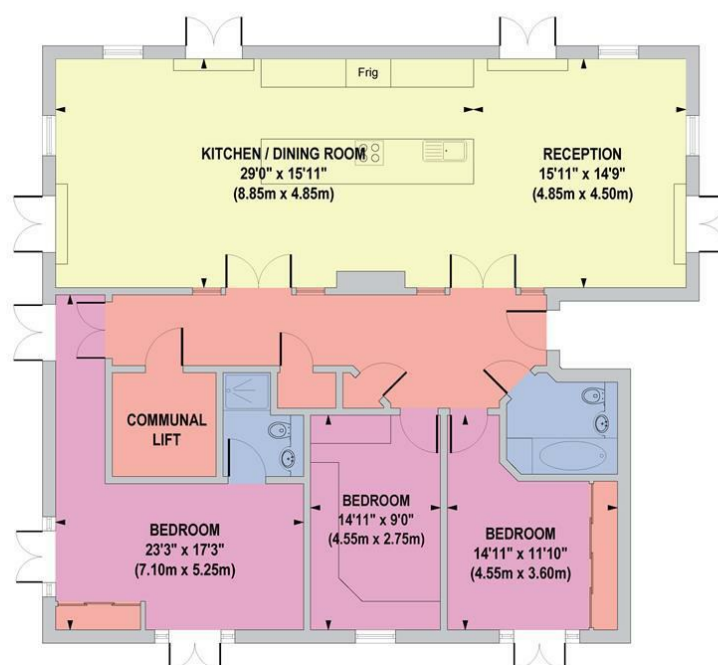 Frig
KITCHEN / DINING ROOM
29'0" x 15'11"
(8.85m x 4.85m)
RECEPTION
15'11" x 14'9"
(4.85m x 4.50m)
COMMUNAL
LIFT
BEDROOM
23'3" x 17'3"
(7.10m x 5.25m)
BEDROOM
14'11" x 9'0"
(4.55m x 2.75m)
BEDROOM
14'11" x 11'10"
(4.55m x 3.60m)